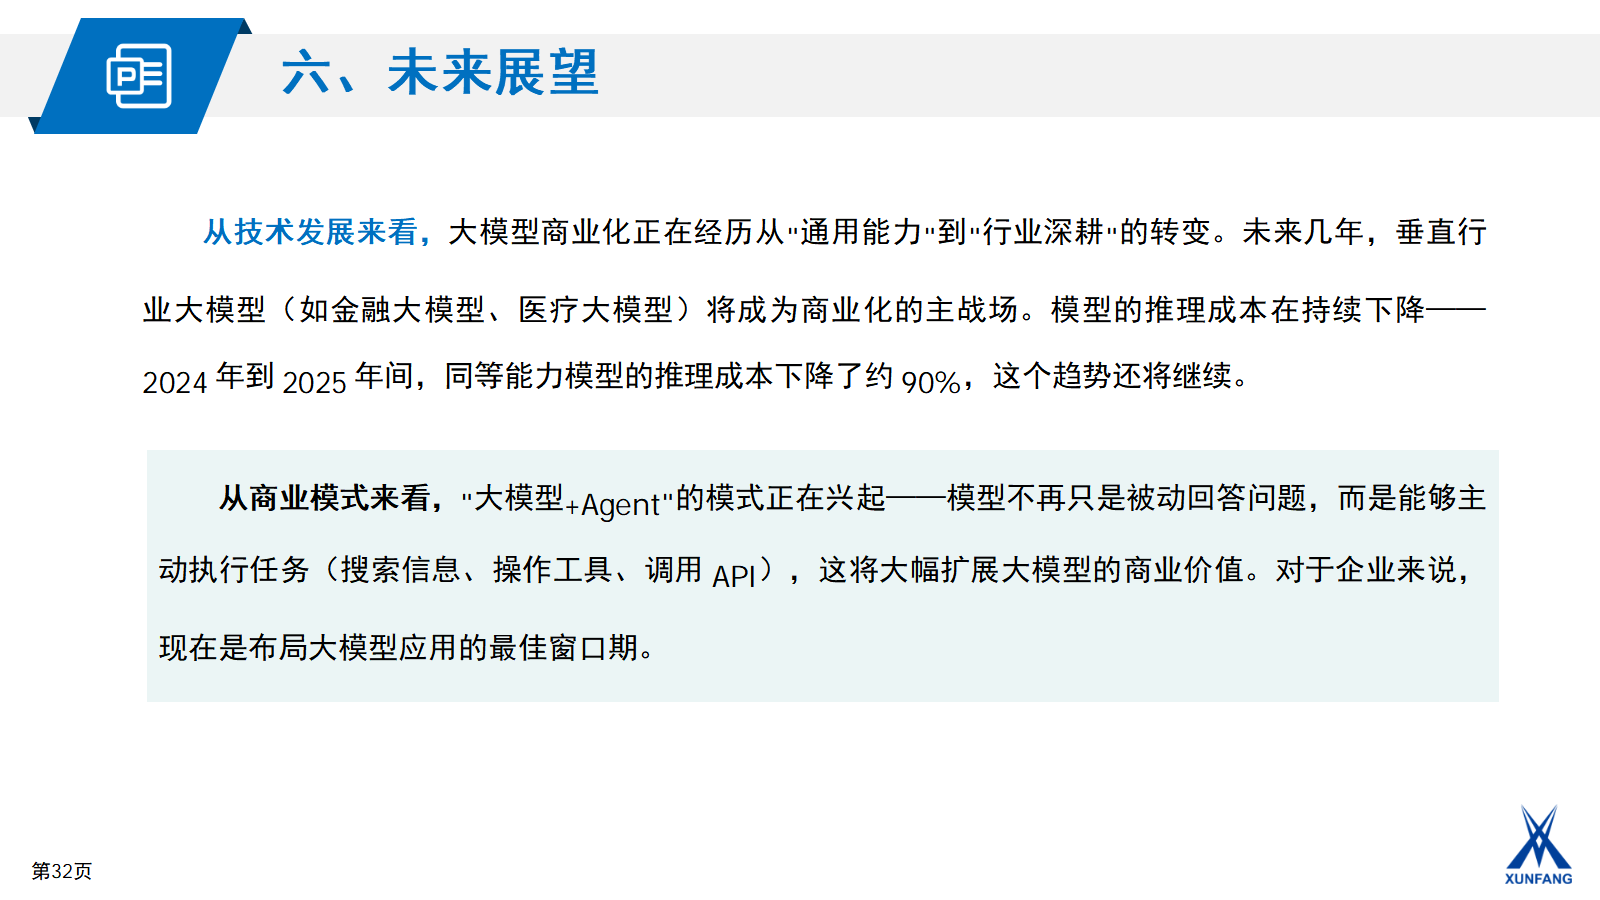 六、未来展望
从技术发展来看，大模型商业化正在经历从"通用能力"到"行业深耕"的转变。未来几年，垂直行
业大模型（如金融大模型、医疗大模型）将成为商业化的主战场。模型的推理成本在持续下降——
2024 年到 2025 年间，同等能力模型的推理成本下降了约 90%，这个趋势还将继续。
从商业模式来看，"大模型+Agent"的模式正在兴起——模型不再只是被动回答问题，而是能够主
动执行任务（搜索信息、操作工具、调用 API），这将大幅扩展大模型的商业价值。对于企业来说，
现在是布局大模型应用的最佳窗口期。
第32页
XUNFANG